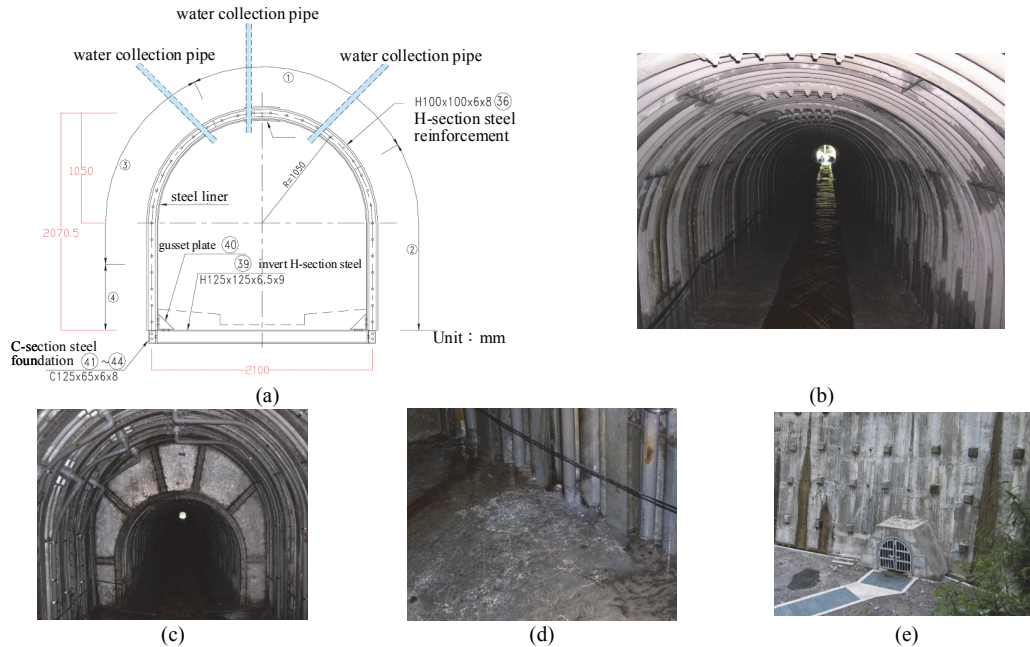 water collection pipe
water collection pipe
water collection pipe
①
H100x100x6x8 ㊱
H-section steel
reinforcement
③
1050
R=1050
steel liner
2070.5
gusset plate ㊵
②
㊴ invert H-section steel
H125x125x6.5x9
④
Unit：mm
C-section steel
foundation ㊶~㊹
C125x65x6x8
2100
(a)
(b)
(c)
(d)
(e)